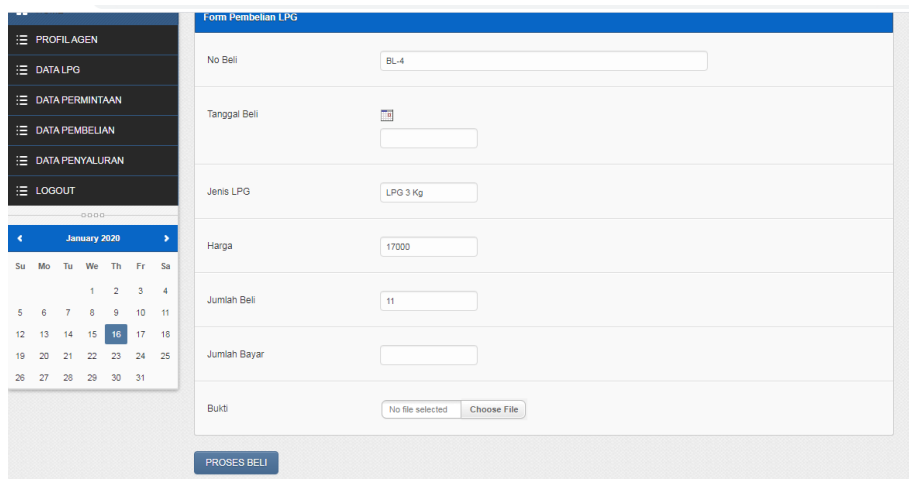 PROFIL AGEN
DATA LPG
DATA PERMINTAAN
DATA PEMBELIAN
DATA PENYALURAN
LOGOUT
January 2020
Su Mo Tu We Th Fr Sa
1 2 3 4
5 6 7 8 9 10 11
12 13 14 15 16 17 18
19 20 21 22 23 24 25
26 27 28 29 30 31
Form Pembelian LPG
No Beli BL-4
Tanggal Beli
Jenis LPG LPG 3 Kg
Harga 17000
Jumlah Beli 11
Jumlah Bayar
Bukti No file selected Choose File
PROSES BELI